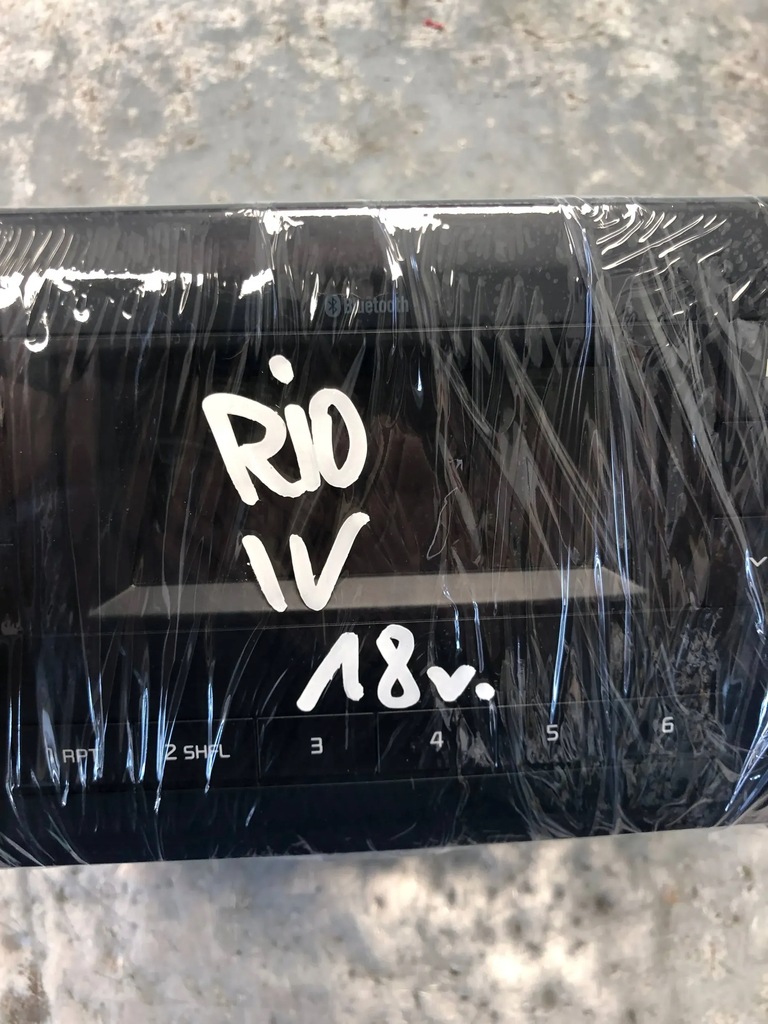 Bluetooth
RiO
IV
18v.
1 RPT 2 SHFL 3 4 5 6